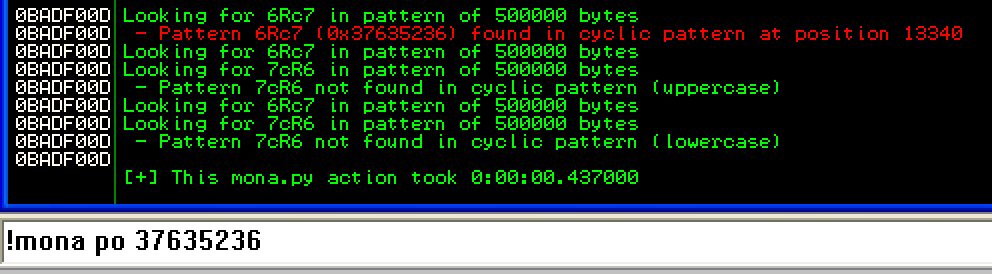 0BADF00D Looking for 6Rc7 in pattern of 500000 bytes
0BADF00D  - Pattern 6Rc7 (0x37635236) found in cyclic pattern at position 13340
0BADF00D Looking for 6Rc7 in pattern of 500000 bytes
0BADF00D Looking for 7cR6 in pattern of 500000 bytes
0BADF00D  - Pattern 7cR6 not found in cyclic pattern (uppercase)
0BADF00D Looking for 6Rc7 in pattern of 500000 bytes
0BADF00D Looking for 7cR6 in pattern of 500000 bytes
0BADF00D  - Pattern 7cR6 not found in cyclic pattern (lowercase)
0BADF00D
[+] This mona.py action took 0:00:00.437000
!mona po 37635236